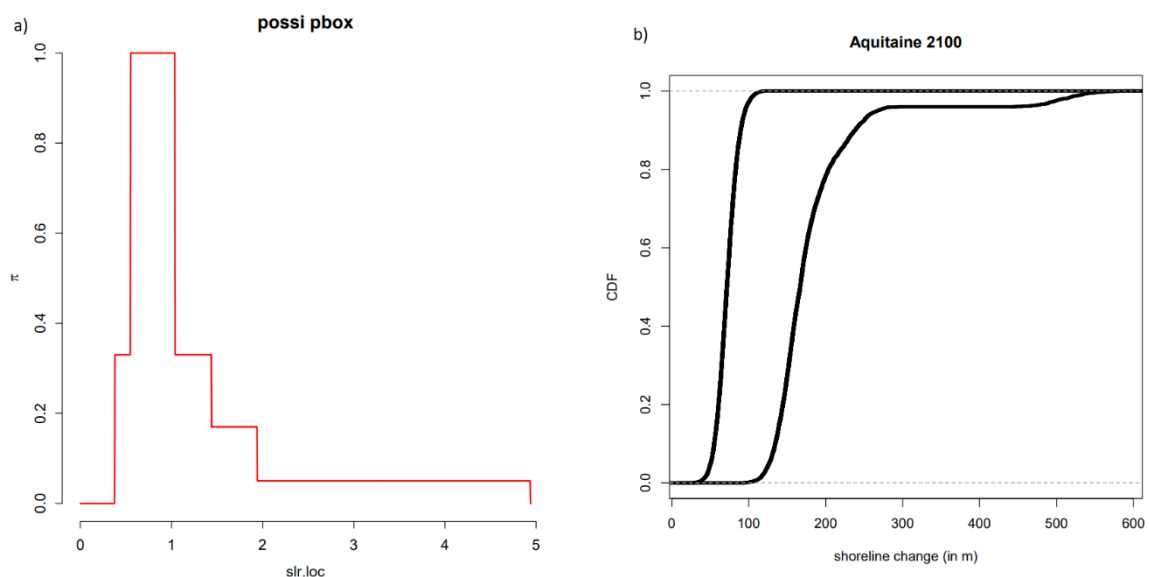 a)
possi pbox
1.0
0.8
0.6
0.4
0.2
0.0
π
0 1 2 3 4 5
slr.loc
b)
Aquitaine 2100
1.0
0.8
0.6
0.4
0.2
0.0
CDF
0 100 200 300 400 500 600
shoreline change (in m)